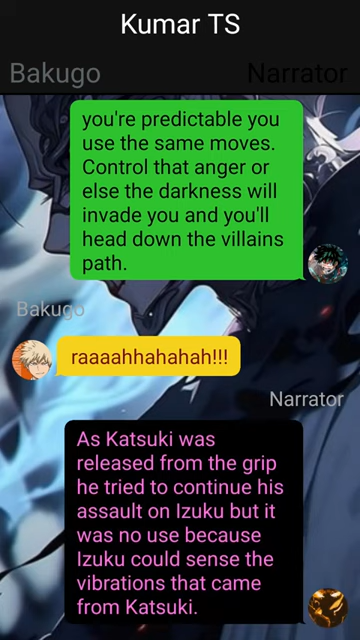 Kumar TS
Bakugo
Narrator
you're predictable you
use the same moves.
Control that anger or
else the darkness will
invade you and you'll
head down the villains
path.
Bakugo
raaaahhahahah!!!
Narrator
As Katsuki was
released from the grip
he tried to continue his
assault on Izuku but it
was no use because
Izuku could sense the
vibrations that came
from Katsuki.